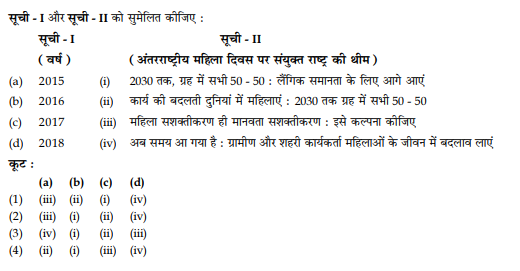 सूची - I और सूची - II को सुमेलित कीजिए :
सूची - I सूची - II
( वर्ष ) ( अंतरराष्ट्रीय महिला दिवस पर संयुक्त राष्ट्र की थीम )
(a) 2015 (i) 2030 तक, ग्रह में सभी 50 - 50 : लैंगिक समानता के लिए आगे आएं
(b) 2016 (ii) कार्य की बदलती दुनियां में महिलाएं : 2030 तक ग्रह में सभी 50 - 50
(c) 2017 (iii) महिला सशक्तीकरण ही मानवता सशक्तीकरण : इसे कल्पना कीजिए
(d) 2018 (iv) अब समय आ गया है : ग्रामीण और शहरी कार्यकर्ता महिलाओं के जीवन में बदलाव लाएं
कूट :
(a) (b) (c) (d)
(1) (iii) (ii) (i) (iv)
(2) (iii) (i) (ii) (iv)
(3) (iv) (i) (ii) (iii)
(4) (ii) (i) (iii) (iv)